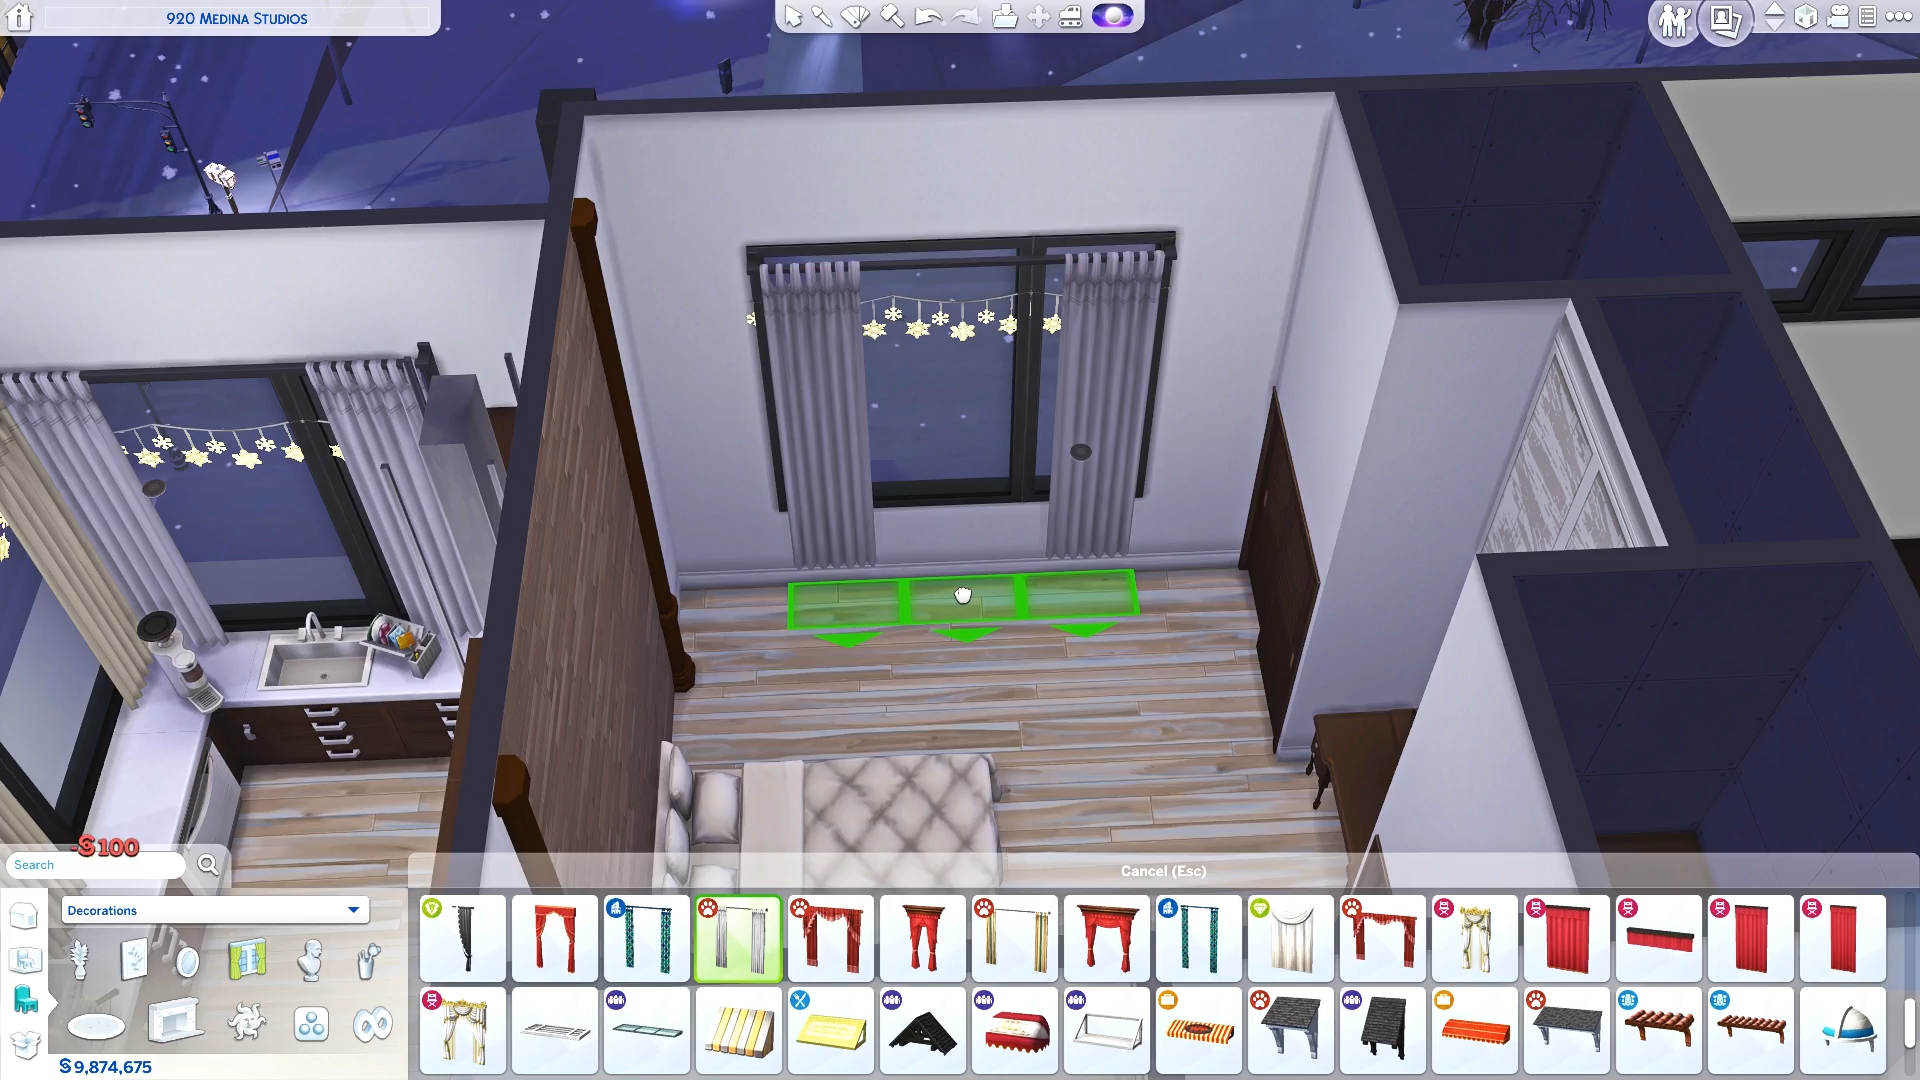 920 Medina Studios
-§100
Search
Cancel (Esc)
Decorations
§9,874,675